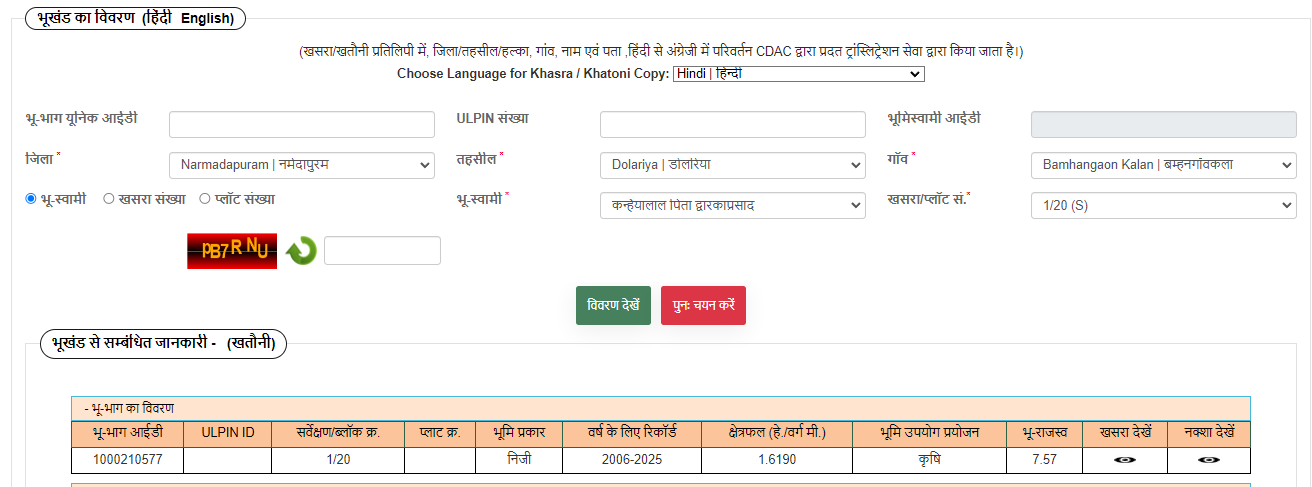 भूखंड का विवरण (हिंदी English)
(खसरा/खतौनी प्रतिलिपी में, जिला/तहसील/हल्का, गांव, नाम एवं पता ,हिंदी से अंग्रेजी में परिवर्तन CDAC द्वारा प्रदत ट्रांस्लिट्रेशन सेवा द्वारा किया जाता है।)
Choose Language for Khasra / Khatoni Copy: Hindi | हिन्दी
भू-भाग यूनिक आईडी ULPIN संख्या भूमिस्वामी आईडी
जिला * Narmadapuram | नर्मदापुरम तहसील * Dolariya | डोलरिया गाँव * Bamhangaon Kalan | बम्हनगाँवकला
भू-स्वामी खसरा संख्या प्लॉट संख्या भू-स्वामी * कन्हैयालाल पिता द्वारकाप्रसाद खसरा/प्लॉट सं.* 1/20 (S)
PB7RNU
विवरण देखें पुनः चयन करें
भूखंड से सम्बंधित जानकारी - (खतौनी)
- भू-भाग का विवरण
भू-भाग आईडी ULPIN ID सर्वेक्षण/ब्लॉक क्र. प्लाट क्र. भूमि प्रकार वर्ष के लिए रिकॉर्ड क्षेत्रफल (हे./वर्ग मी.) भूमि उपयोग प्रयोजन भू-राजस्व खसरा देखें नक्शा देखें
1000210577 1/20 निजी 2006-2025 1.6190 कृषि 7.57